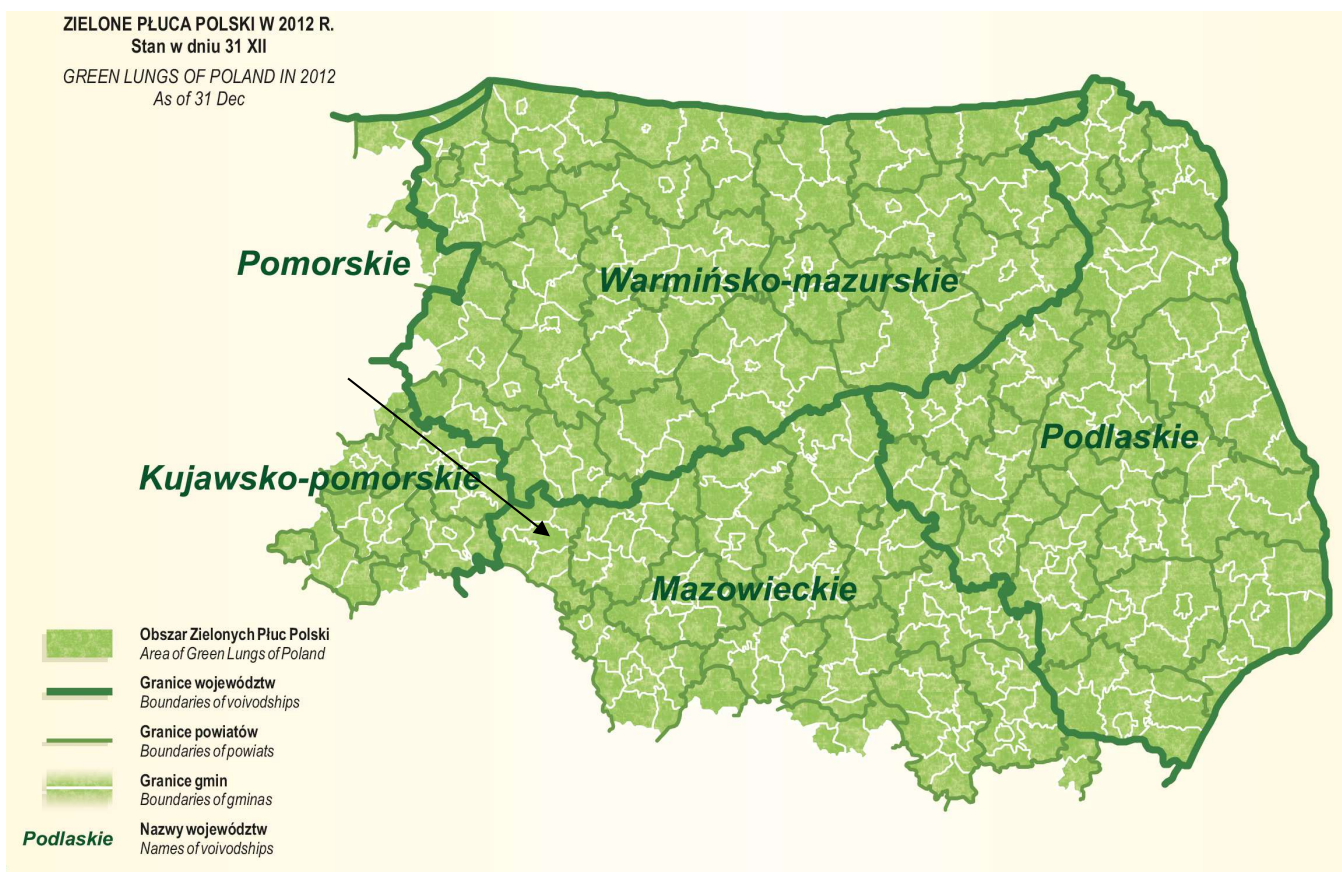 ZIELONE PŁUCA POLSKI W 2012 R.
Stan w dniu 31 XII
GREEN LUNGS OF POLAND IN 2012
As of 31 Dec
Pomorskie
Warmińsko-mazurskie
Podlaskie
Kujawsko-pomorskie
Mazowieckie
Obszar Zielonych Płuc Polski
Area of Green Lungs of Poland
Granice województw
Boundaries of voivodships
Granice powiatów
Boundaries of powiats
Granice gmin
Boundaries of gminas
Podlaskie
Nazwy województw
Names of voivodships